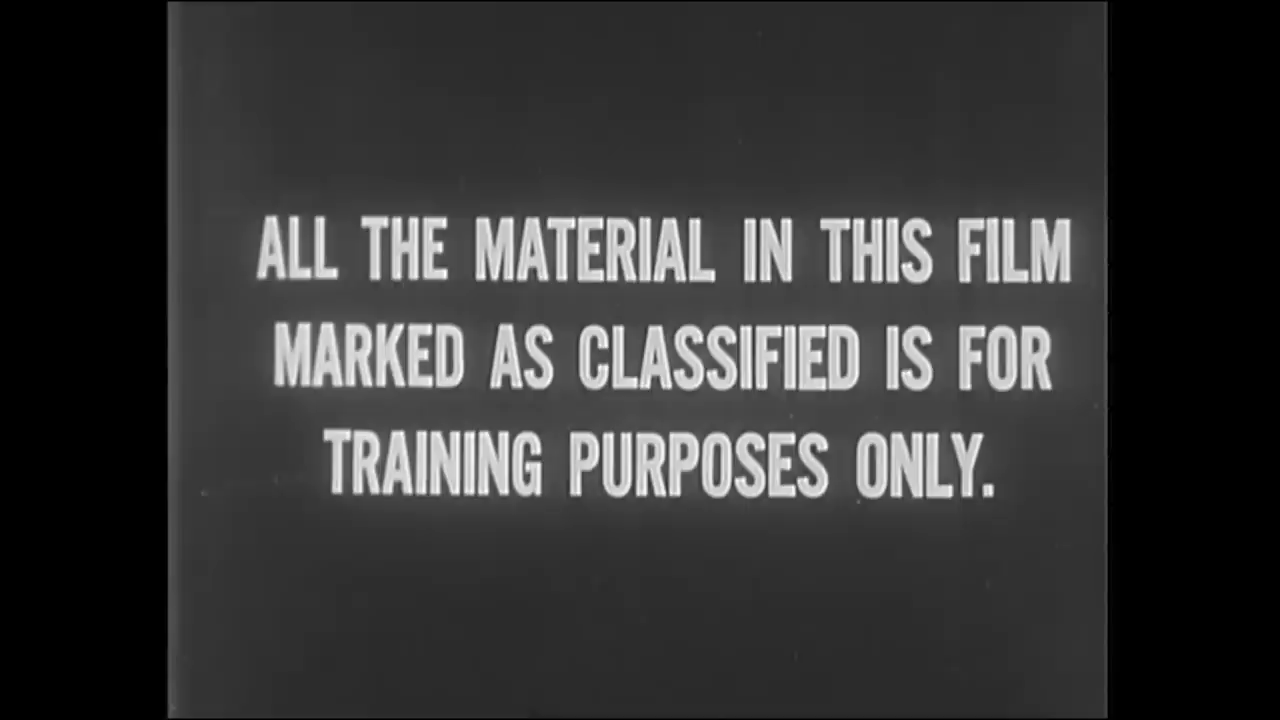 ALL THE MATERIAL IN THIS FILM
MARKED AS CLASSIFIED IS FOR
TRAINING PURPOSES ONLY.